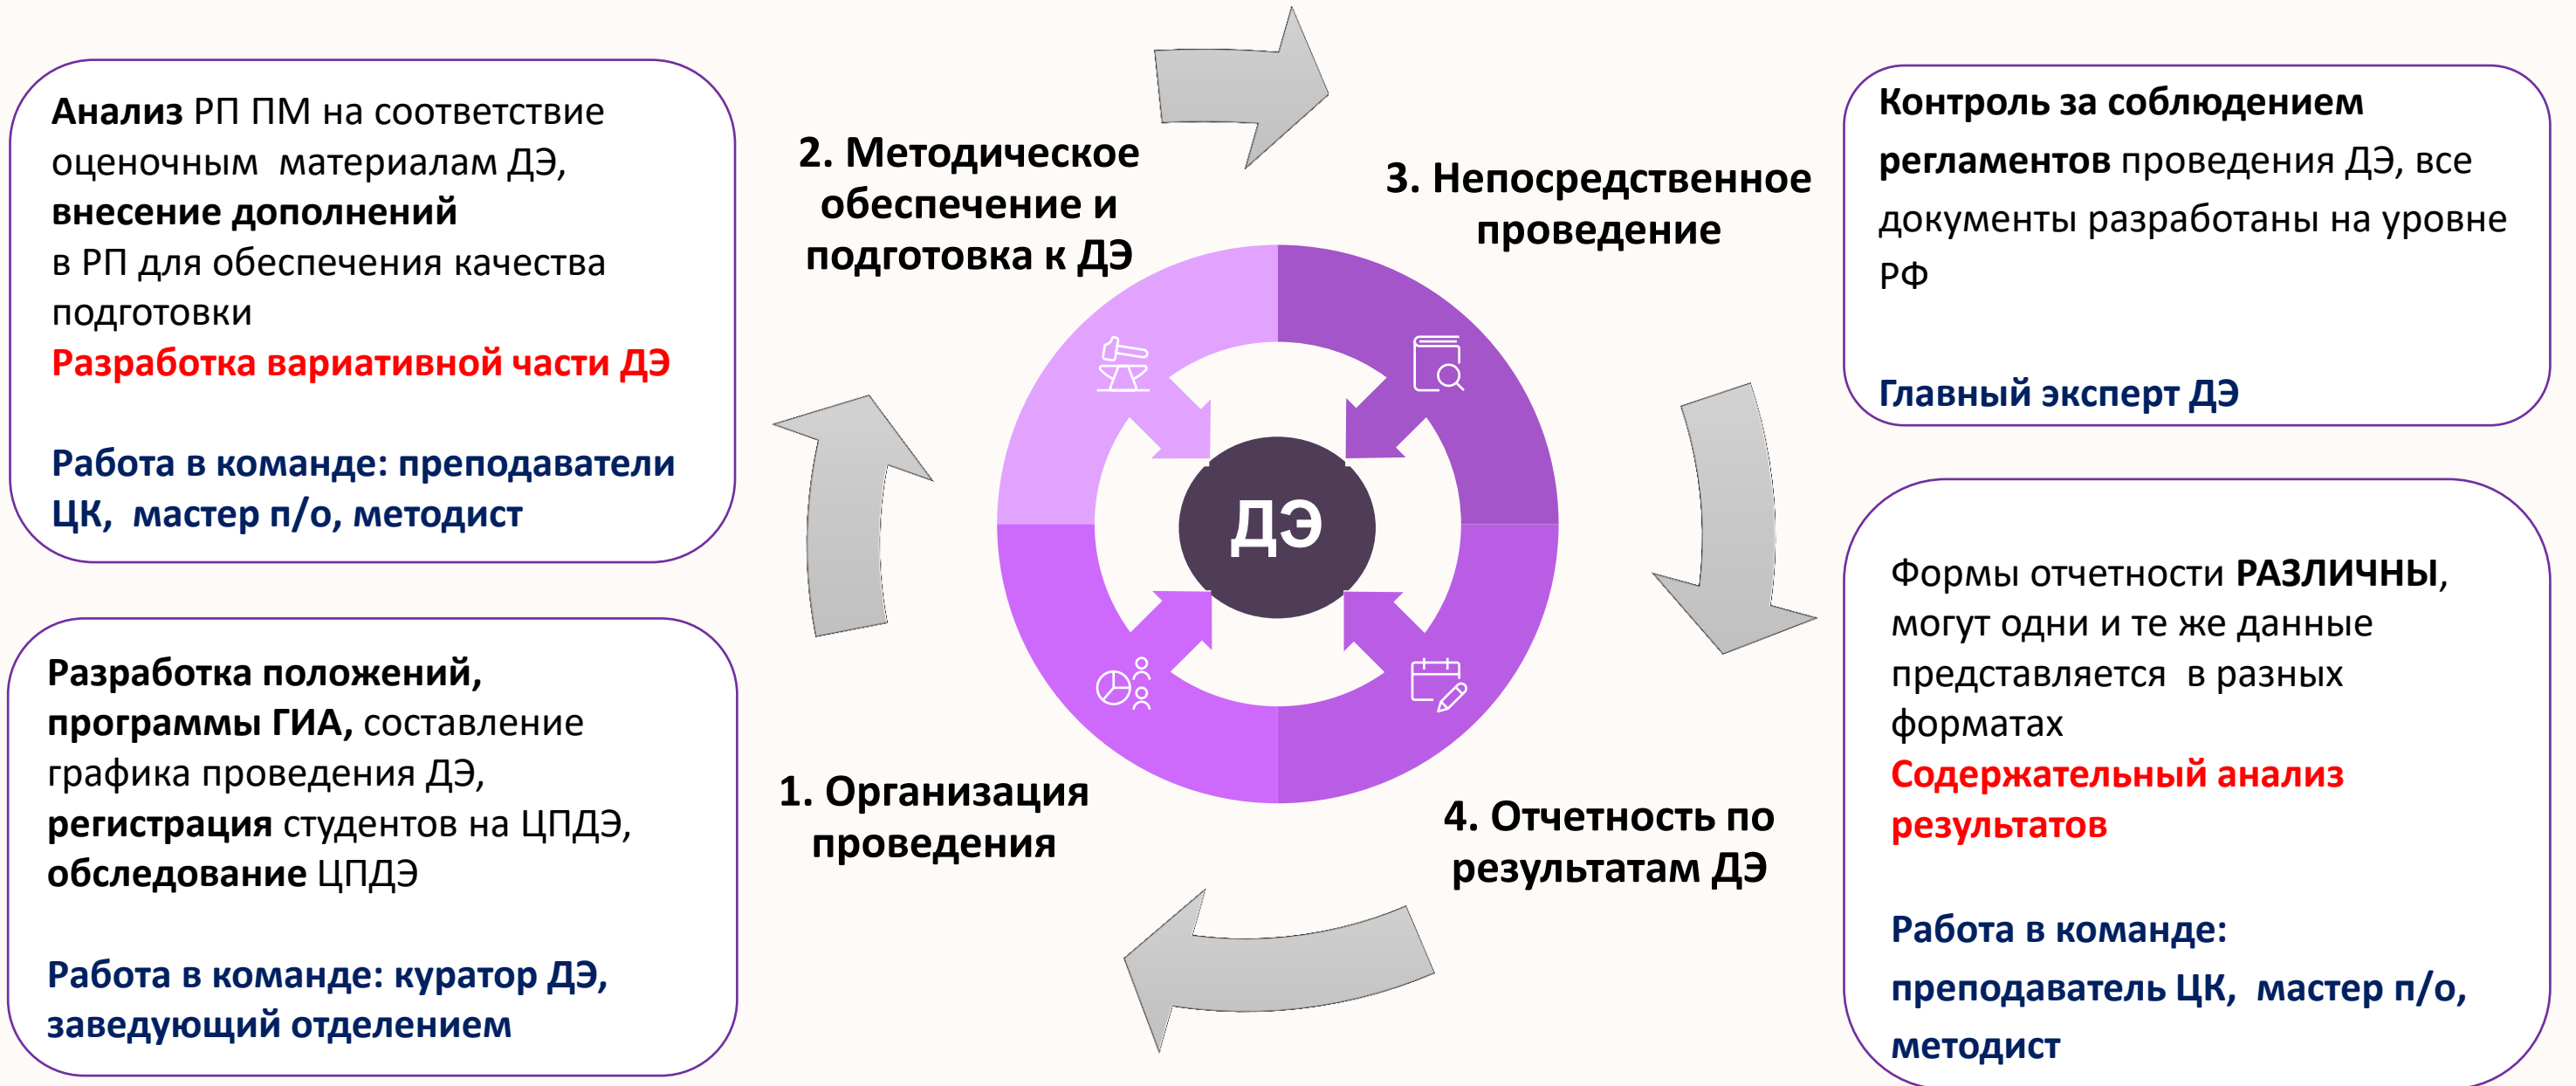 Анализ РП ПМ на соответствие
оценочным материалам ДЭ,
внесение дополнений
в РП для обеспечения качества
подготовки
Разработка вариативной части ДЭ
Работа в команде: преподаватели
ЦК, мастер п/о, методист
Разработка положений,
программы ГИА, составление
графика проведения ДЭ,
регистрация студентов на ЦПДЭ,
обследование ЦПДЭ
Работа в команде: куратор ДЭ,
заведующий отделением
2. Методическое
обеспечение и
подготовка к ДЭ
3. Непосредственное
проведение
ДЭ
1. Организация
проведения
4. Отчетность по
результатам ДЭ
Контроль за соблюдением
регламентов проведения ДЭ, все
документы разработаны на уровне
РФ
Главный эксперт ДЭ
Формы отчетности РАЗЛИЧНЫ,
могут одни и те же данные
представляется в разных
форматах
Содержательный анализ
результатов
Работа в команде:
преподаватель ЦК, мастер п/о,
методист